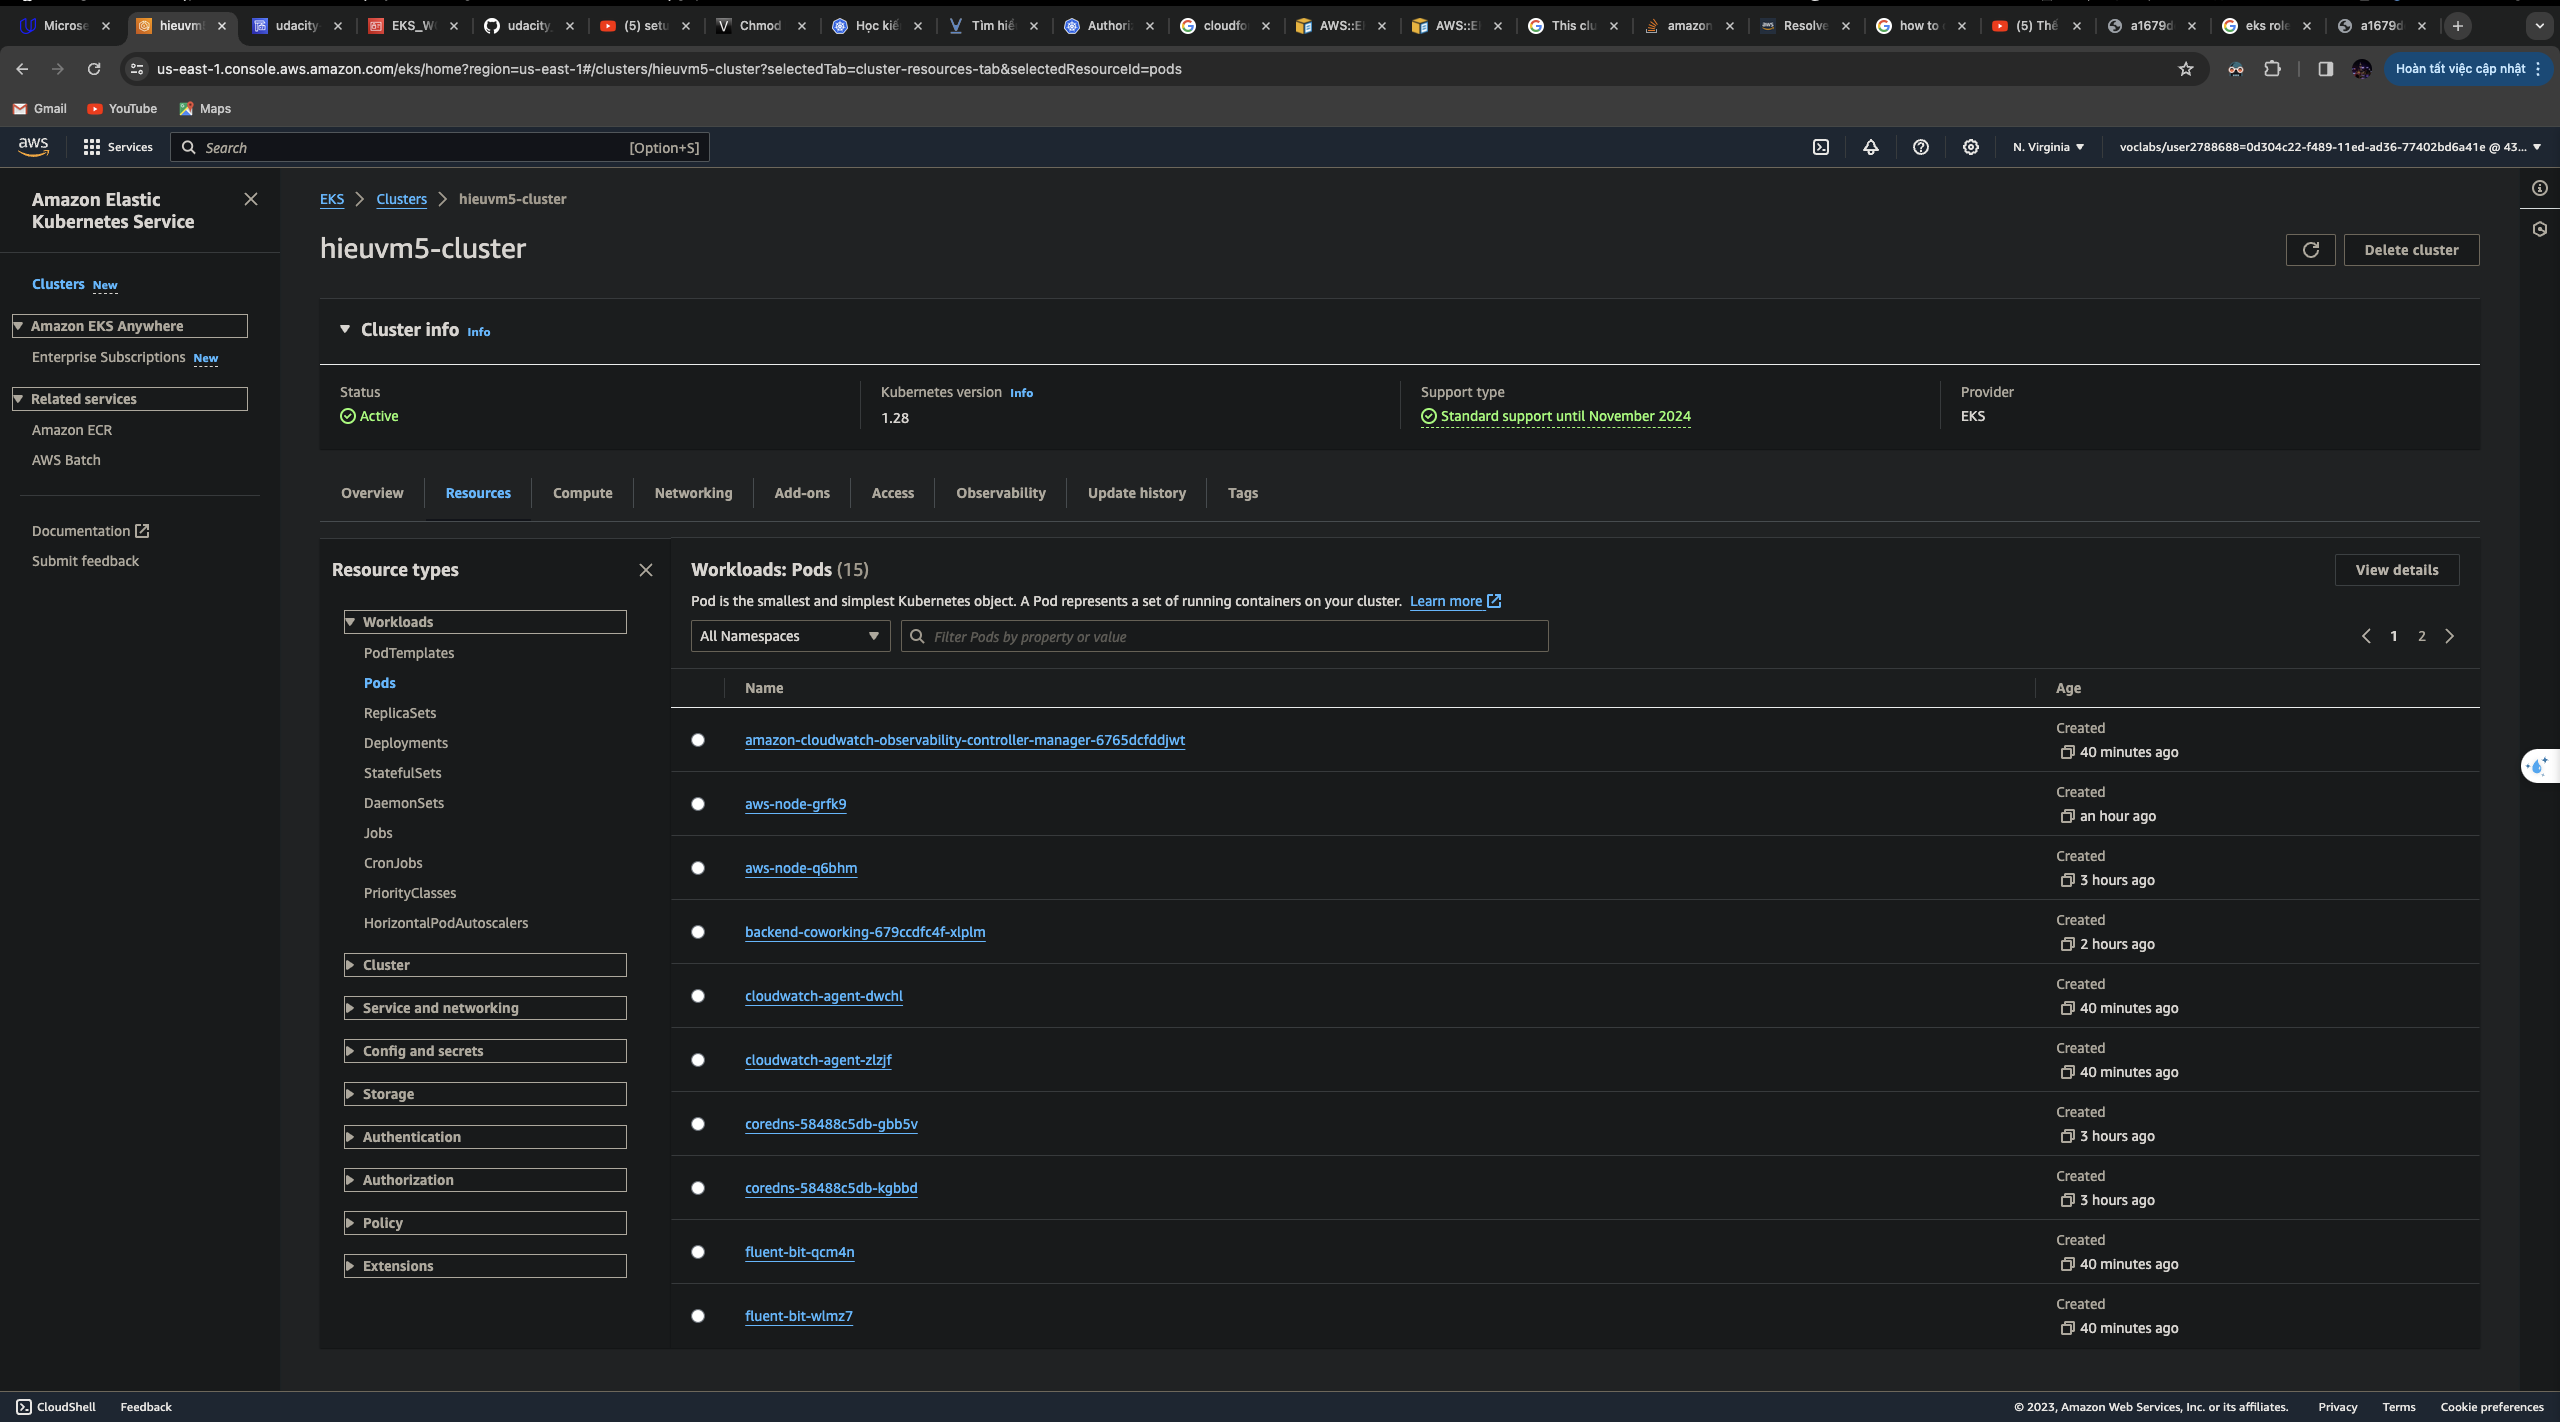 Microse
hieuvm!
udacity
EKS_W
udacity
(5) setu
Chmod
Học kiế
Tìm hiể
Authori
cloudfo
AWS::E
AWS::E
This clu
amazon
Resolve
how to
(5) Thế
a1679d
eks role
a1679d
us-east-1.console.aws.amazon.com/eks/home?region=us-east-1#/clusters/hieuvm5-cluster?selectedTab=cluster-resources-tab&selectedResourceId=pods
Hoàn tất việc cập nhật
Gmail
YouTube
Maps
aws
Services
Search
[Option+S]
N. Virginia
voclabs/user2788688=0d304c22-f489-11ed-ad36-77402bd6a41e @ 43...
Amazon Elastic
Kubernetes Service
Clusters New
Amazon EKS Anywhere
Enterprise Subscriptions New
Related services
Amazon ECR
AWS Batch
Documentation
Submit feedback
EKS
Clusters
hieuvm5-cluster
hieuvm5-cluster
Delete cluster
Cluster info Info
Status
Active
Kubernetes version Info
1.28
Support type
Standard support until November 2024
Provider
EKS
Overview
Resources
Compute
Networking
Add-ons
Access
Observability
Update history
Tags
Resource types
Workloads
PodTemplates
Pods
ReplicaSets
Deployments
StatefulSets
DaemonSets
Jobs
CronJobs
PriorityClasses
HorizontalPodAutoscalers
Cluster
Service and networking
Config and secrets
Storage
Authentication
Authorization
Policy
Extensions
Workloads: Pods (15)
View details
Pod is the smallest and simplest Kubernetes object. A Pod represents a set of running containers on your cluster. Learn more
All Namespaces
Filter Pods by property or value
1
2
Name
Age
amazon-cloudwatch-observability-controller-manager-6765dcfddjwt
Created
40 minutes ago
aws-node-grfk9
Created
an hour ago
aws-node-q6bhm
Created
3 hours ago
backend-coworking-679ccdfc4f-xlplm
Created
2 hours ago
cloudwatch-agent-dwchl
Created
40 minutes ago
cloudwatch-agent-zlzjf
Created
40 minutes ago
coredns-58488c5db-gbb5v
Created
3 hours ago
coredns-58488c5db-kgbbd
Created
3 hours ago
fluent-bit-qcm4n
Created
40 minutes ago
fluent-bit-wlmz7
Created
40 minutes ago
CloudShell
Feedback
© 2023, Amazon Web Services, Inc. or its affiliates.
Privacy
Terms
Cookie preferences